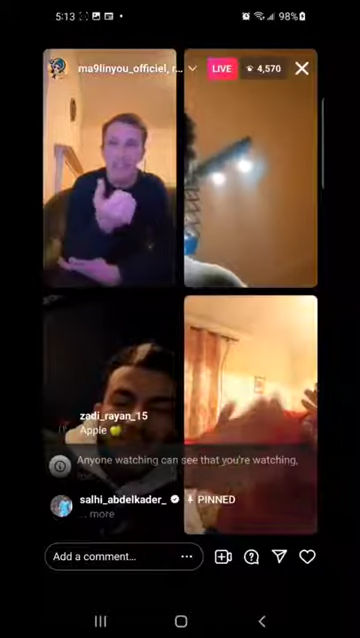 5:13
98%
ma9linyou_officiel, r...
LIVE
4,570
zadi_rayan_15
Apple 🍏
Anyone watching can see that you're watching,
salhi_abdelkader_
PINNED
... more
Add a comment...